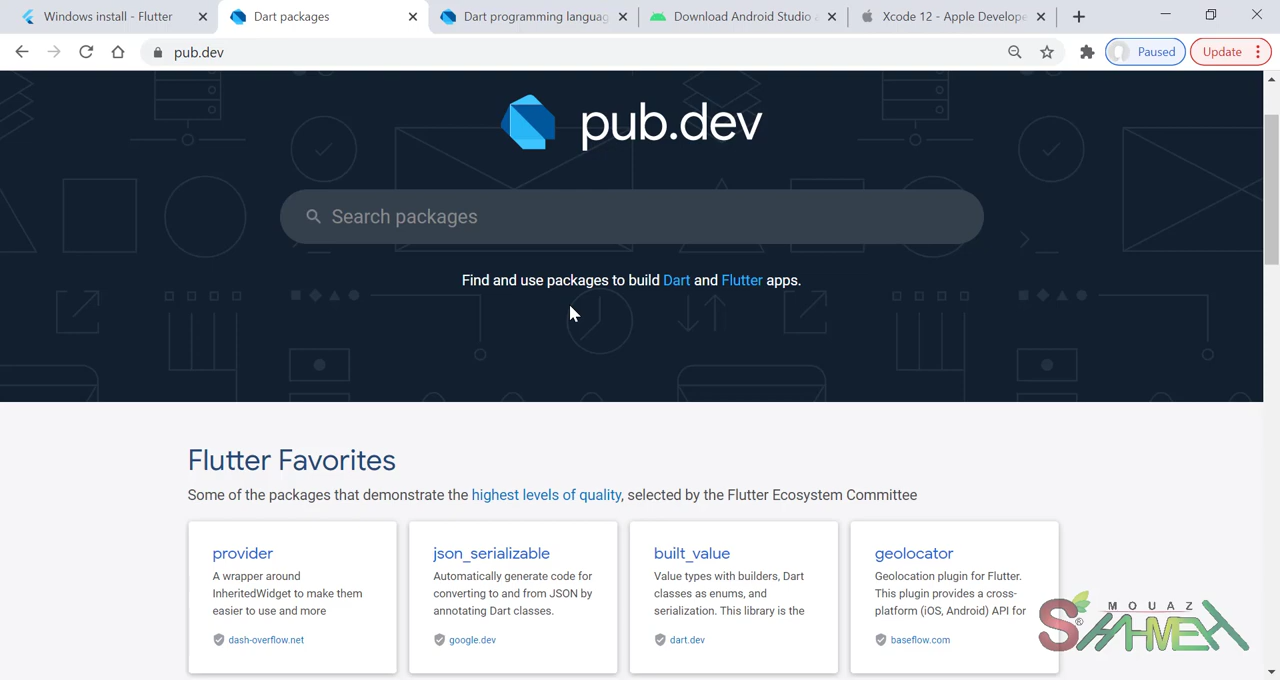 Windows install - Flutter
Dart packages
Dart programming languag
Download Android Studio a
Xcode 12 - Apple Develope
pub.dev
Paused
Update
pub.dev
Search packages
Find and use packages to build Dart and Flutter apps.
Flutter Favorites
Some of the packages that demonstrate the highest levels of quality, selected by the Flutter Ecosystem Committee
provider
A wrapper around
InheritedWidget to make them
easier to use and more
dash-overflow.net
json_serializable
Automatically generate code for
converting to and from JSON by
annotating Dart classes.
google.dev
built_value
Value types with builders, Dart
classes as enums, and
serialization. This library is the
dart.dev
geolocator
Geolocation plugin for Flutter.
This plugin provides a cross-
platform (iOS, Android) API for
baseflow.com
MOUAZ